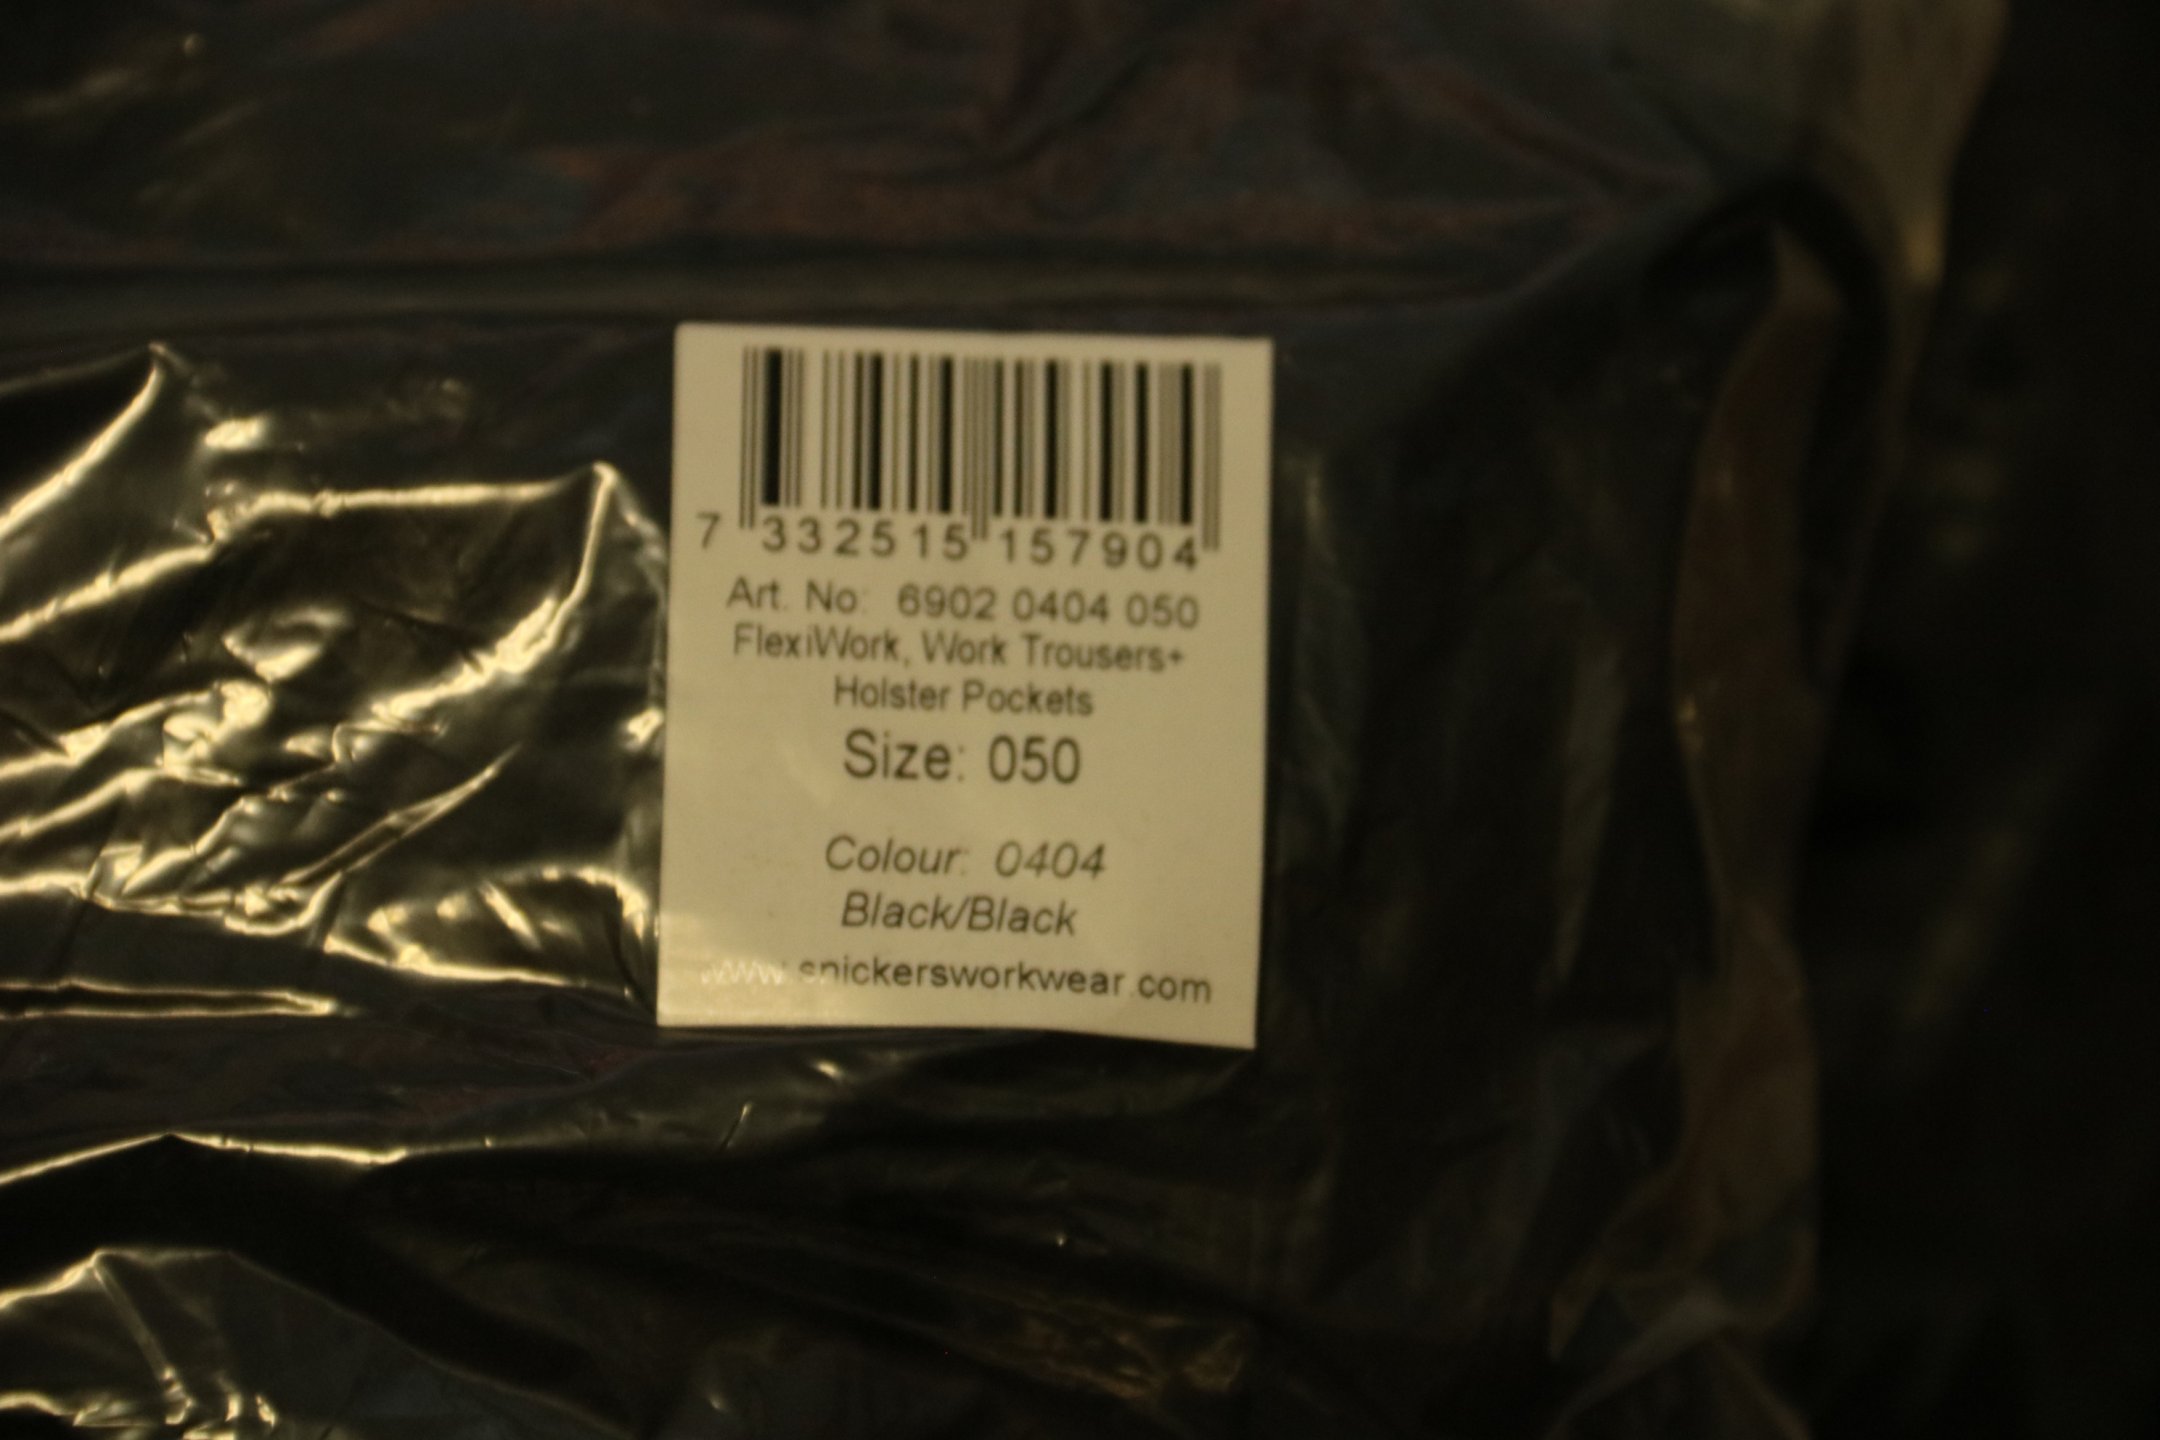 7 332515 157904
Art. No: 6902 0404 050
FlexiWork, Work Trousers+
Holster Pockets
Size: 050
Colour: 0404
Black/Black
www.snickersworkwear.com